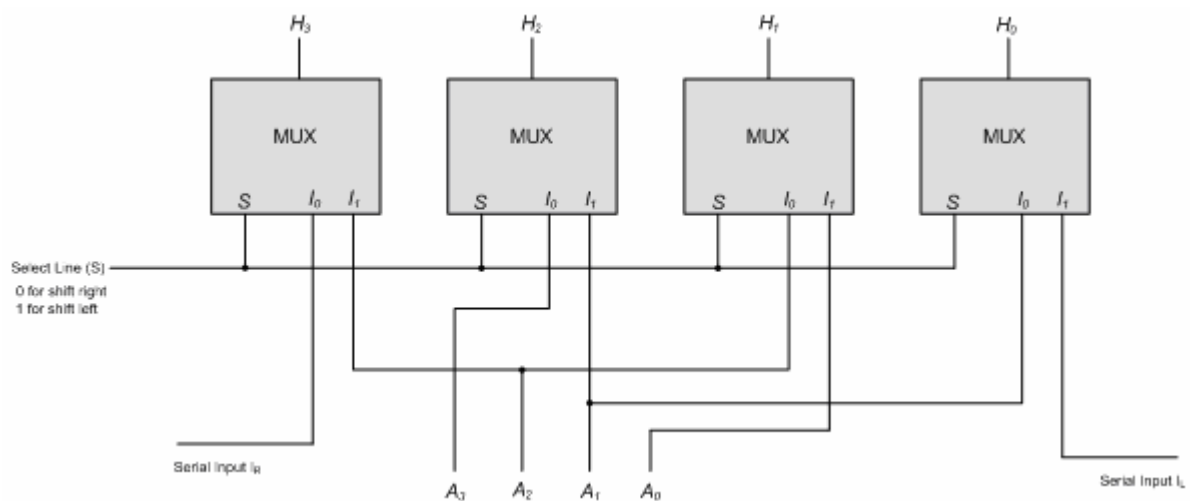 H3 H2 H1 H0
MUX MUX MUX MUX
S I0 I1 S I0 I1 S I0 I1 S I0 I1
Select Line (S)
0 for shift right
1 for shift left
Serial Input IR
A3 A2 A1 A0
Serial Input IL